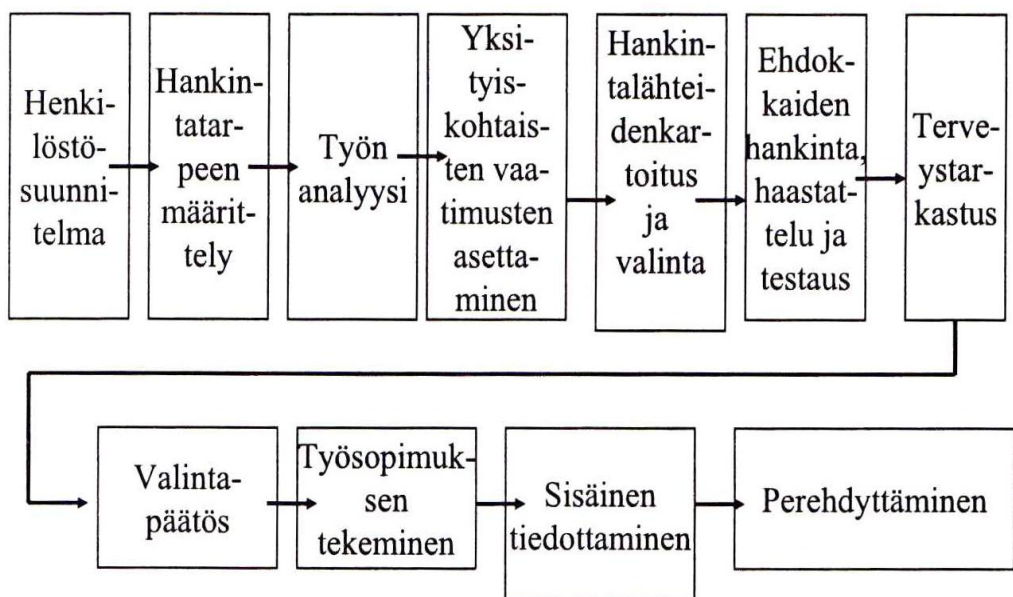 Henki-
löstö-
suunni-
telma
Hankin-
tatar-
peen
määrit-
tely
Työn
analyysi
Yksi-
tyis-
kohtais-
ten vaa-
timusten
asetta-
minen
Hankin-
talähtei-
denkar-
toitus
ja
valinta
Ehdok-
kaiden
hankinta,
haastat-
telu ja
testaus
Terve-
ystar-
kastus
Valinta-
päätös
Työsopimuk-
sen
tekeminen
Sisäinen
tiedottaminen
Perehdyttäminen